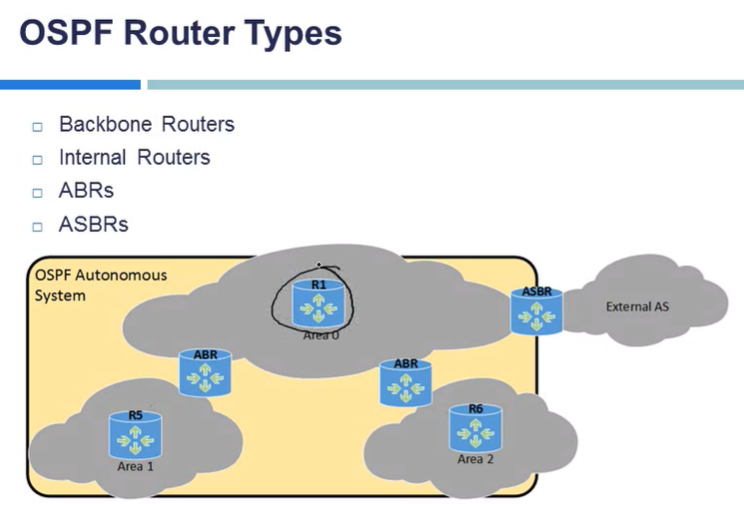 OSPF Router Types
Backbone Routers
Internal Routers
ABRs
ASBRs
OSPF Autonomous
System
R1
Area 0
ASBR
External AS
ABR
ABR
R5
Area 1
R6
Area 2